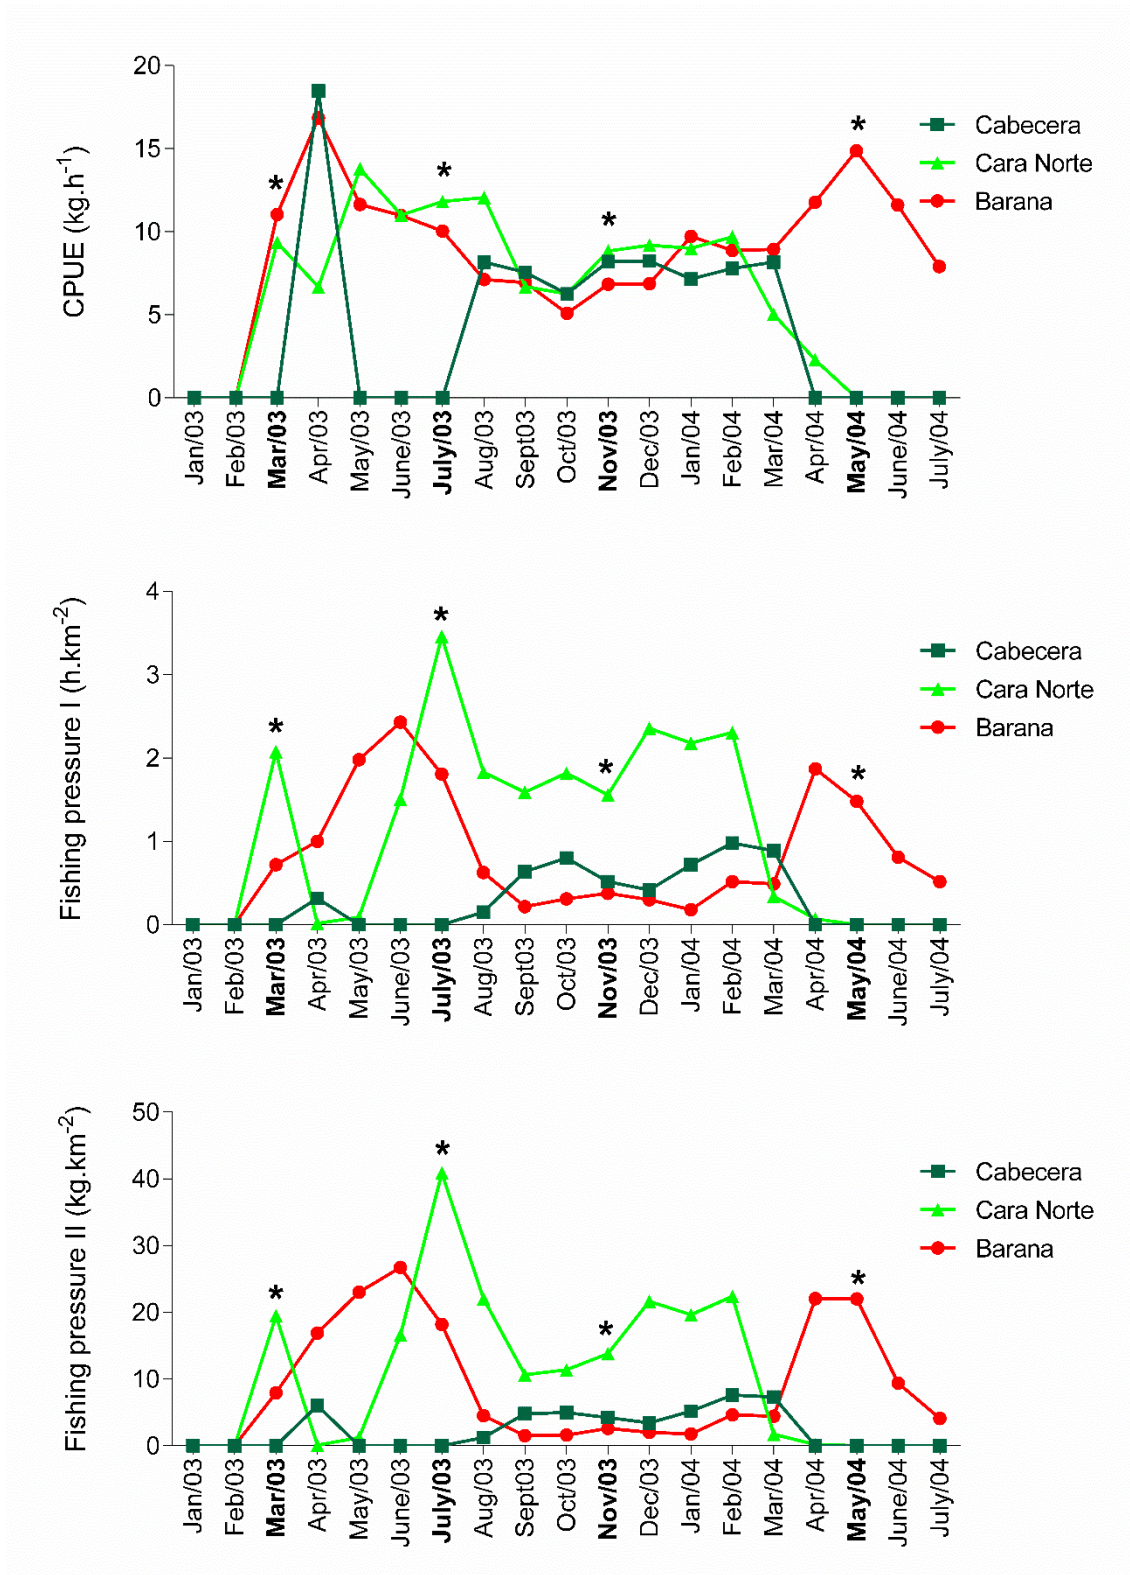 20
15
10
5
0
CPUE (kg.h-1)
*
*
*
*
Cabecera
Cara Norte
Barana
Jan/03
Feb/03
Mar/03
Apr/03
May/03
June/03
July/03
Aug/03
Sept03
Oct/03
Nov/03
Dec/03
Jan/04
Feb/04
Mar/04
Apr/04
May/04
June/04
July/04
4
3
2
1
0
Fishing pressure I (h.km-2)
*
*
*
*
Cabecera
Cara Norte
Barana
Jan/03
Feb/03
Mar/03
Apr/03
May/03
June/03
July/03
Aug/03
Sept03
Oct/03
Nov/03
Dec/03
Jan/04
Feb/04
Mar/04
Apr/04
May/04
June/04
July/04
50
40
30
20
10
0
Fishing pressure II (kg.km-2)
*
*
*
*
Cabecera
Cara Norte
Barana
Jan/03
Feb/03
Mar/03
Apr/03
May/03
June/03
July/03
Aug/03
Sept03
Oct/03
Nov/03
Dec/03
Jan/04
Feb/04
Mar/04
Apr/04
May/04
June/04
July/04